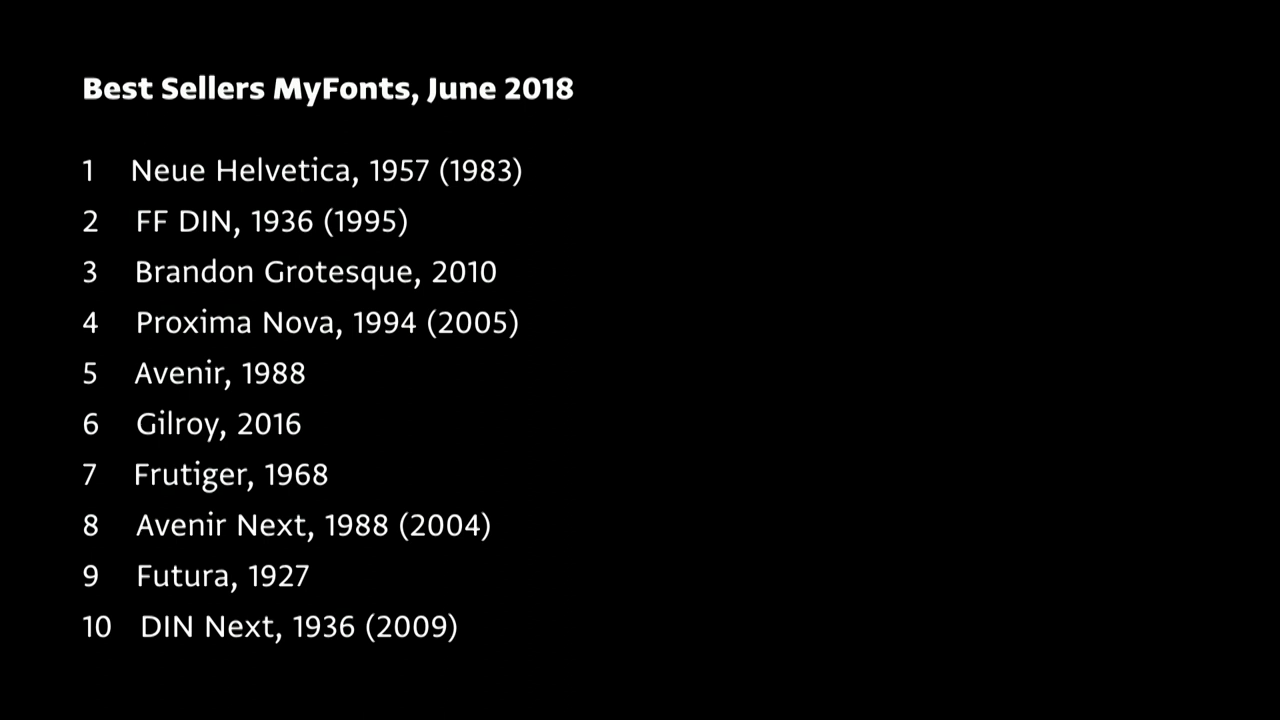 Best Sellers MyFonts, June 2018
1 Neue Helvetica, 1957 (1983)
2 FF DIN, 1936 (1995)
3 Brandon Grotesque, 2010
4 Proxima Nova, 1994 (2005)
5 Avenir, 1988
6 Gilroy, 2016
7 Frutiger, 1968
8 Avenir Next, 1988 (2004)
9 Futura, 1927
10 DIN Next, 1936 (2009)